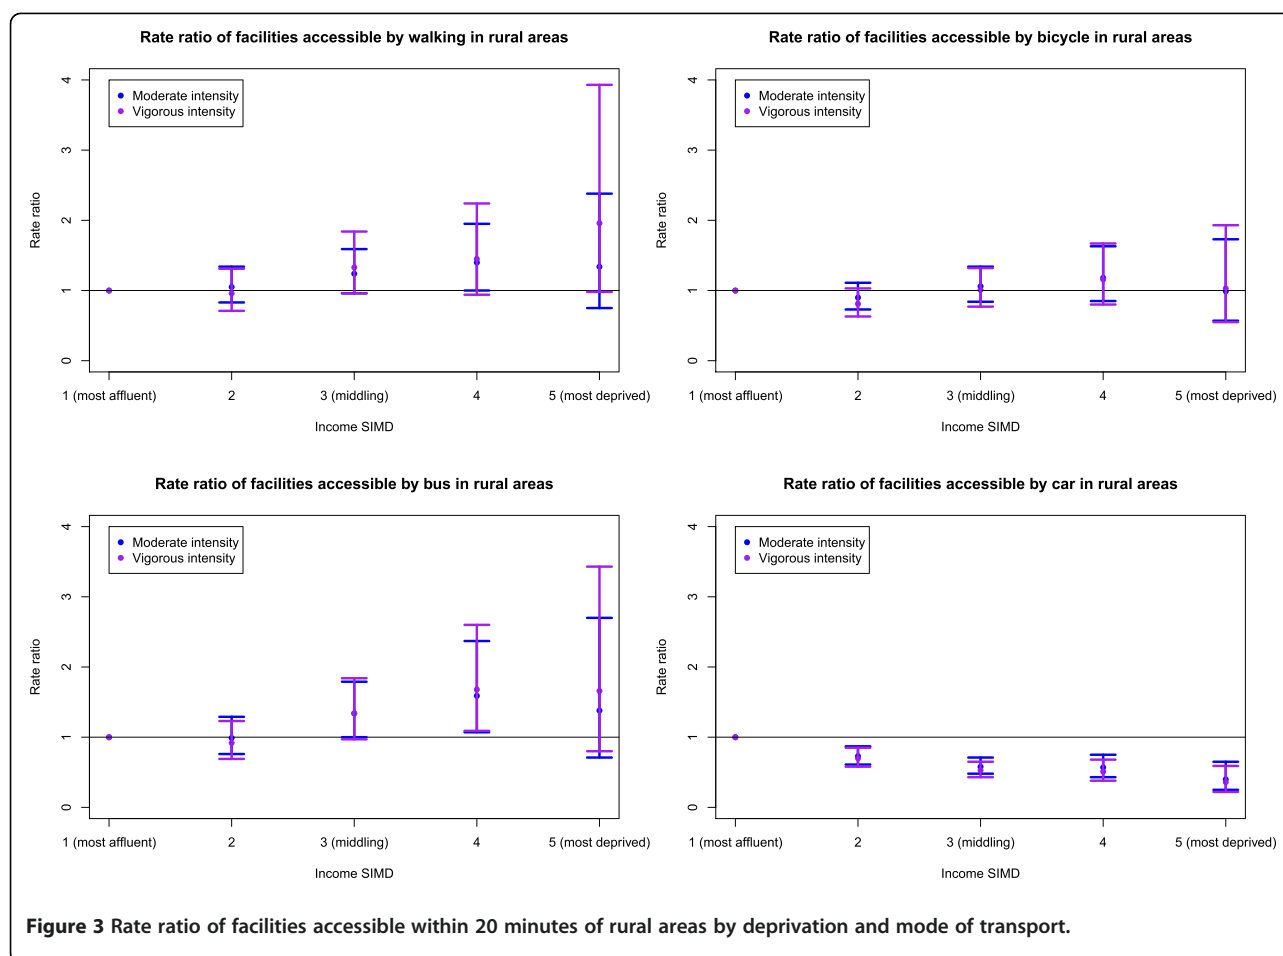 Rate ratio of facilities accessible by walking in rural areas
Moderate intensity
Vigorous intensity
Rate ratio
0
1
2
3
4
1 (most affluent) 2 3 (middling) 4 5 (most deprived)
Income SIMD
Rate ratio of facilities accessible by bicycle in rural areas
Moderate intensity
Vigorous intensity
Rate ratio
0
1
2
3
4
1 (most affluent) 2 3 (middling) 4 5 (most deprived)
Income SIMD
Rate ratio of facilities accessible by bus in rural areas
Moderate intensity
Vigorous intensity
Rate ratio
0
1
2
3
4
1 (most affluent) 2 3 (middling) 4 5 (most deprived)
Income SIMD
Rate ratio of facilities accessible by car in rural areas
Moderate intensity
Vigorous intensity
Rate ratio
0
1
2
3
4
1 (most affluent) 2 3 (middling) 4 5 (most deprived)
Income SIMD
Figure 3 Rate ratio of facilities accessible within 20 minutes of rural areas by deprivation and mode of transport.